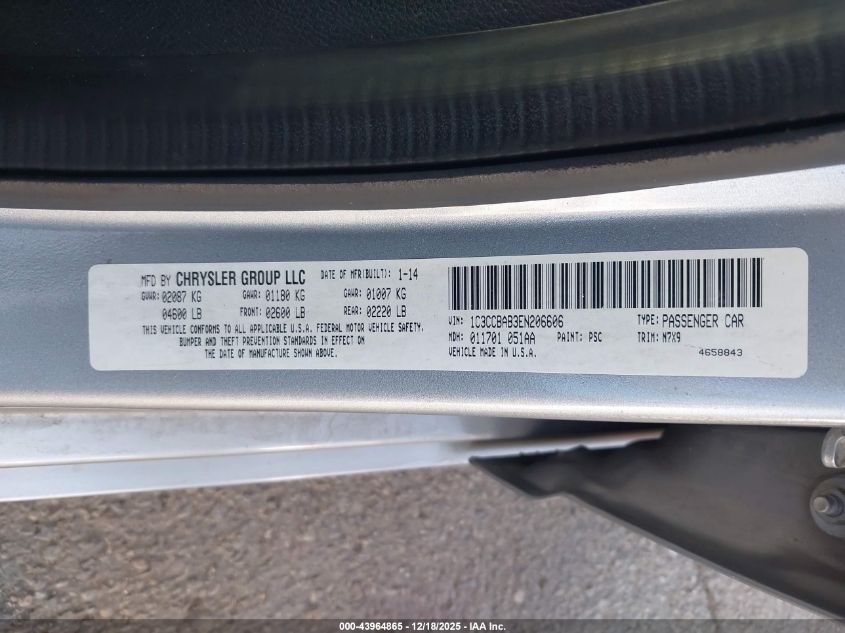 MFD BY CHRYSLER GROUP LLC DATE OF MFR(BUILT): 1-14
GVWR: 02087 KG GAWR: 01180 KG GAWR: 01007 KG
04600 LB FRONT: 02600 LB REAR: 02220 LB
THIS VEHICLE CONFORMS TO ALL APPLICABLE U.S.A. FEDERAL MOTOR VEHICLE SAFETY,
BUMPER AND THEFT PREVENTION STANDARDS IN EFFECT ON
THE DATE OF MANUFACTURE SHOWN ABOVE.
VIN: 1C3CCBAB3EN206606 TYPE: PASSENGER CAR
MDH: 011701 051AA PAINT: PSC TRIM: N7X9
VEHICLE MADE IN U.S.A. 4658843
000-43964865 - 12/18/2025 - IAA Inc.